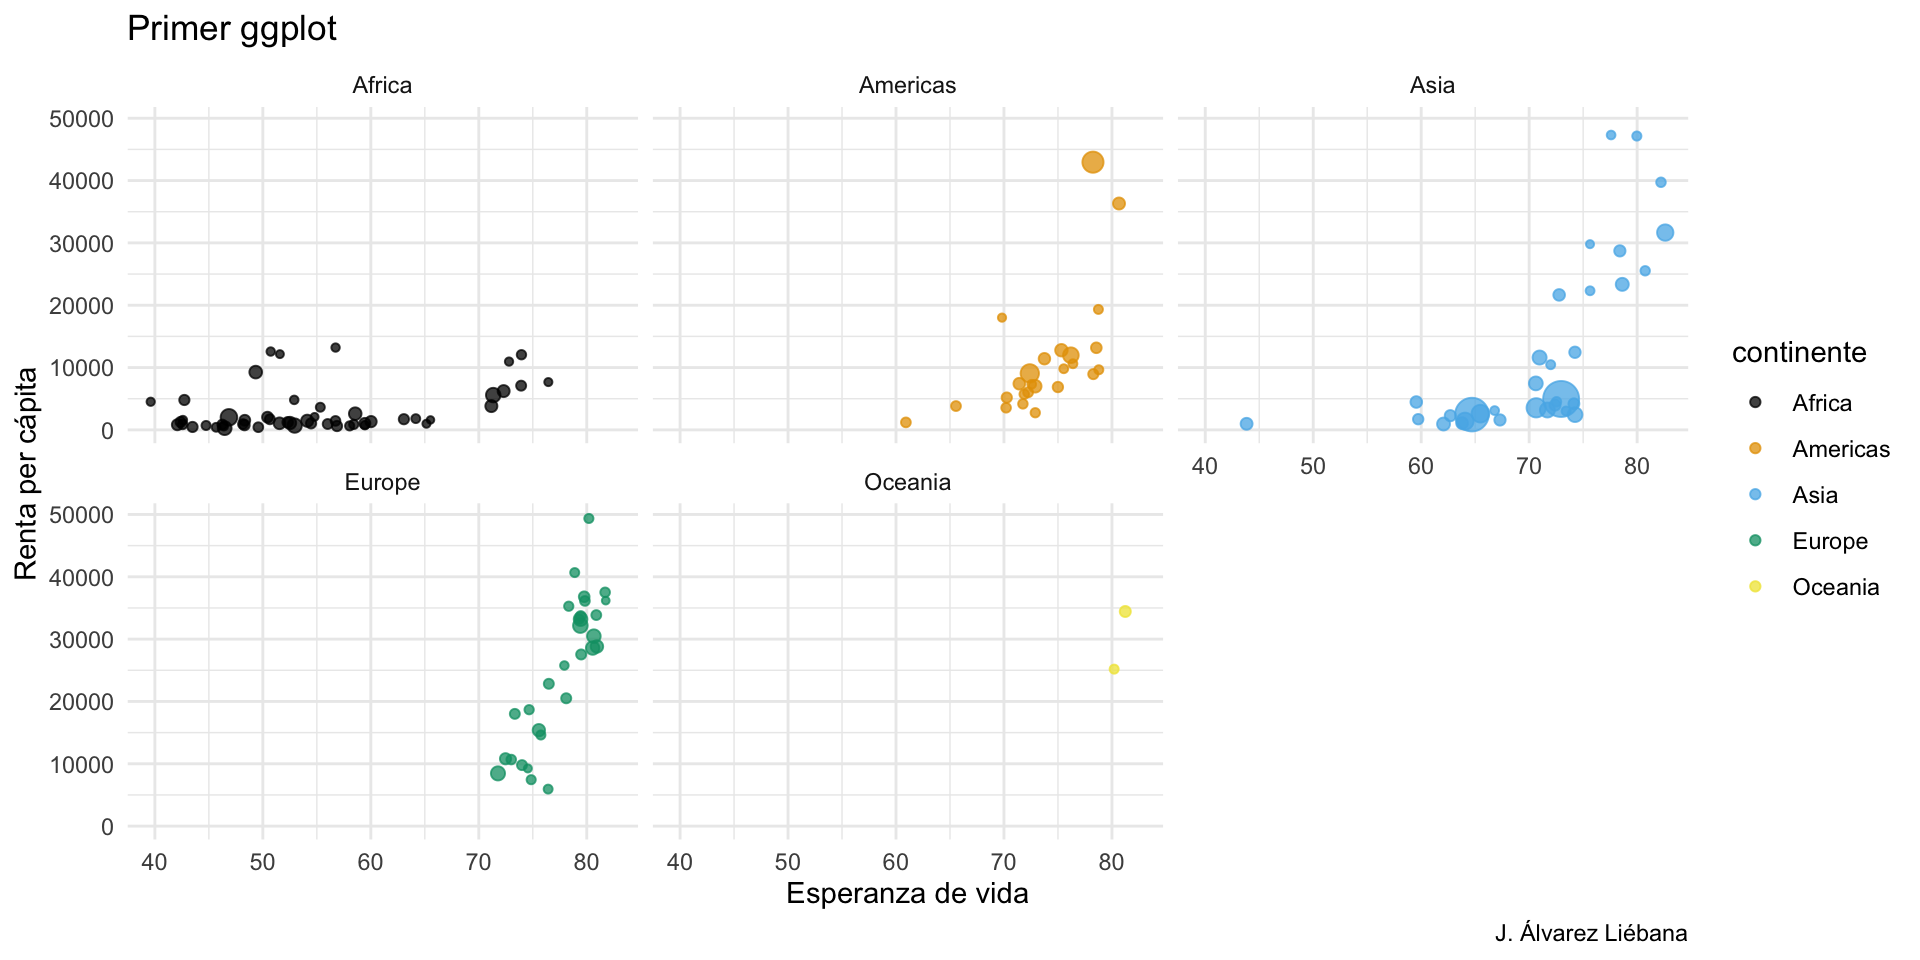 Primer ggplot
Africa
Americas
Asia
50000
40000
30000
20000
10000
0
40 50 60 70 80
Europe
Oceania
50000
40000
30000
20000
10000
0
40 50 60 70 80
40 50 60 70 80
Renta per cápita
Esperanza de vida
continente
Africa
Americas
Asia
Europe
Oceania
J. Álvarez Liébana